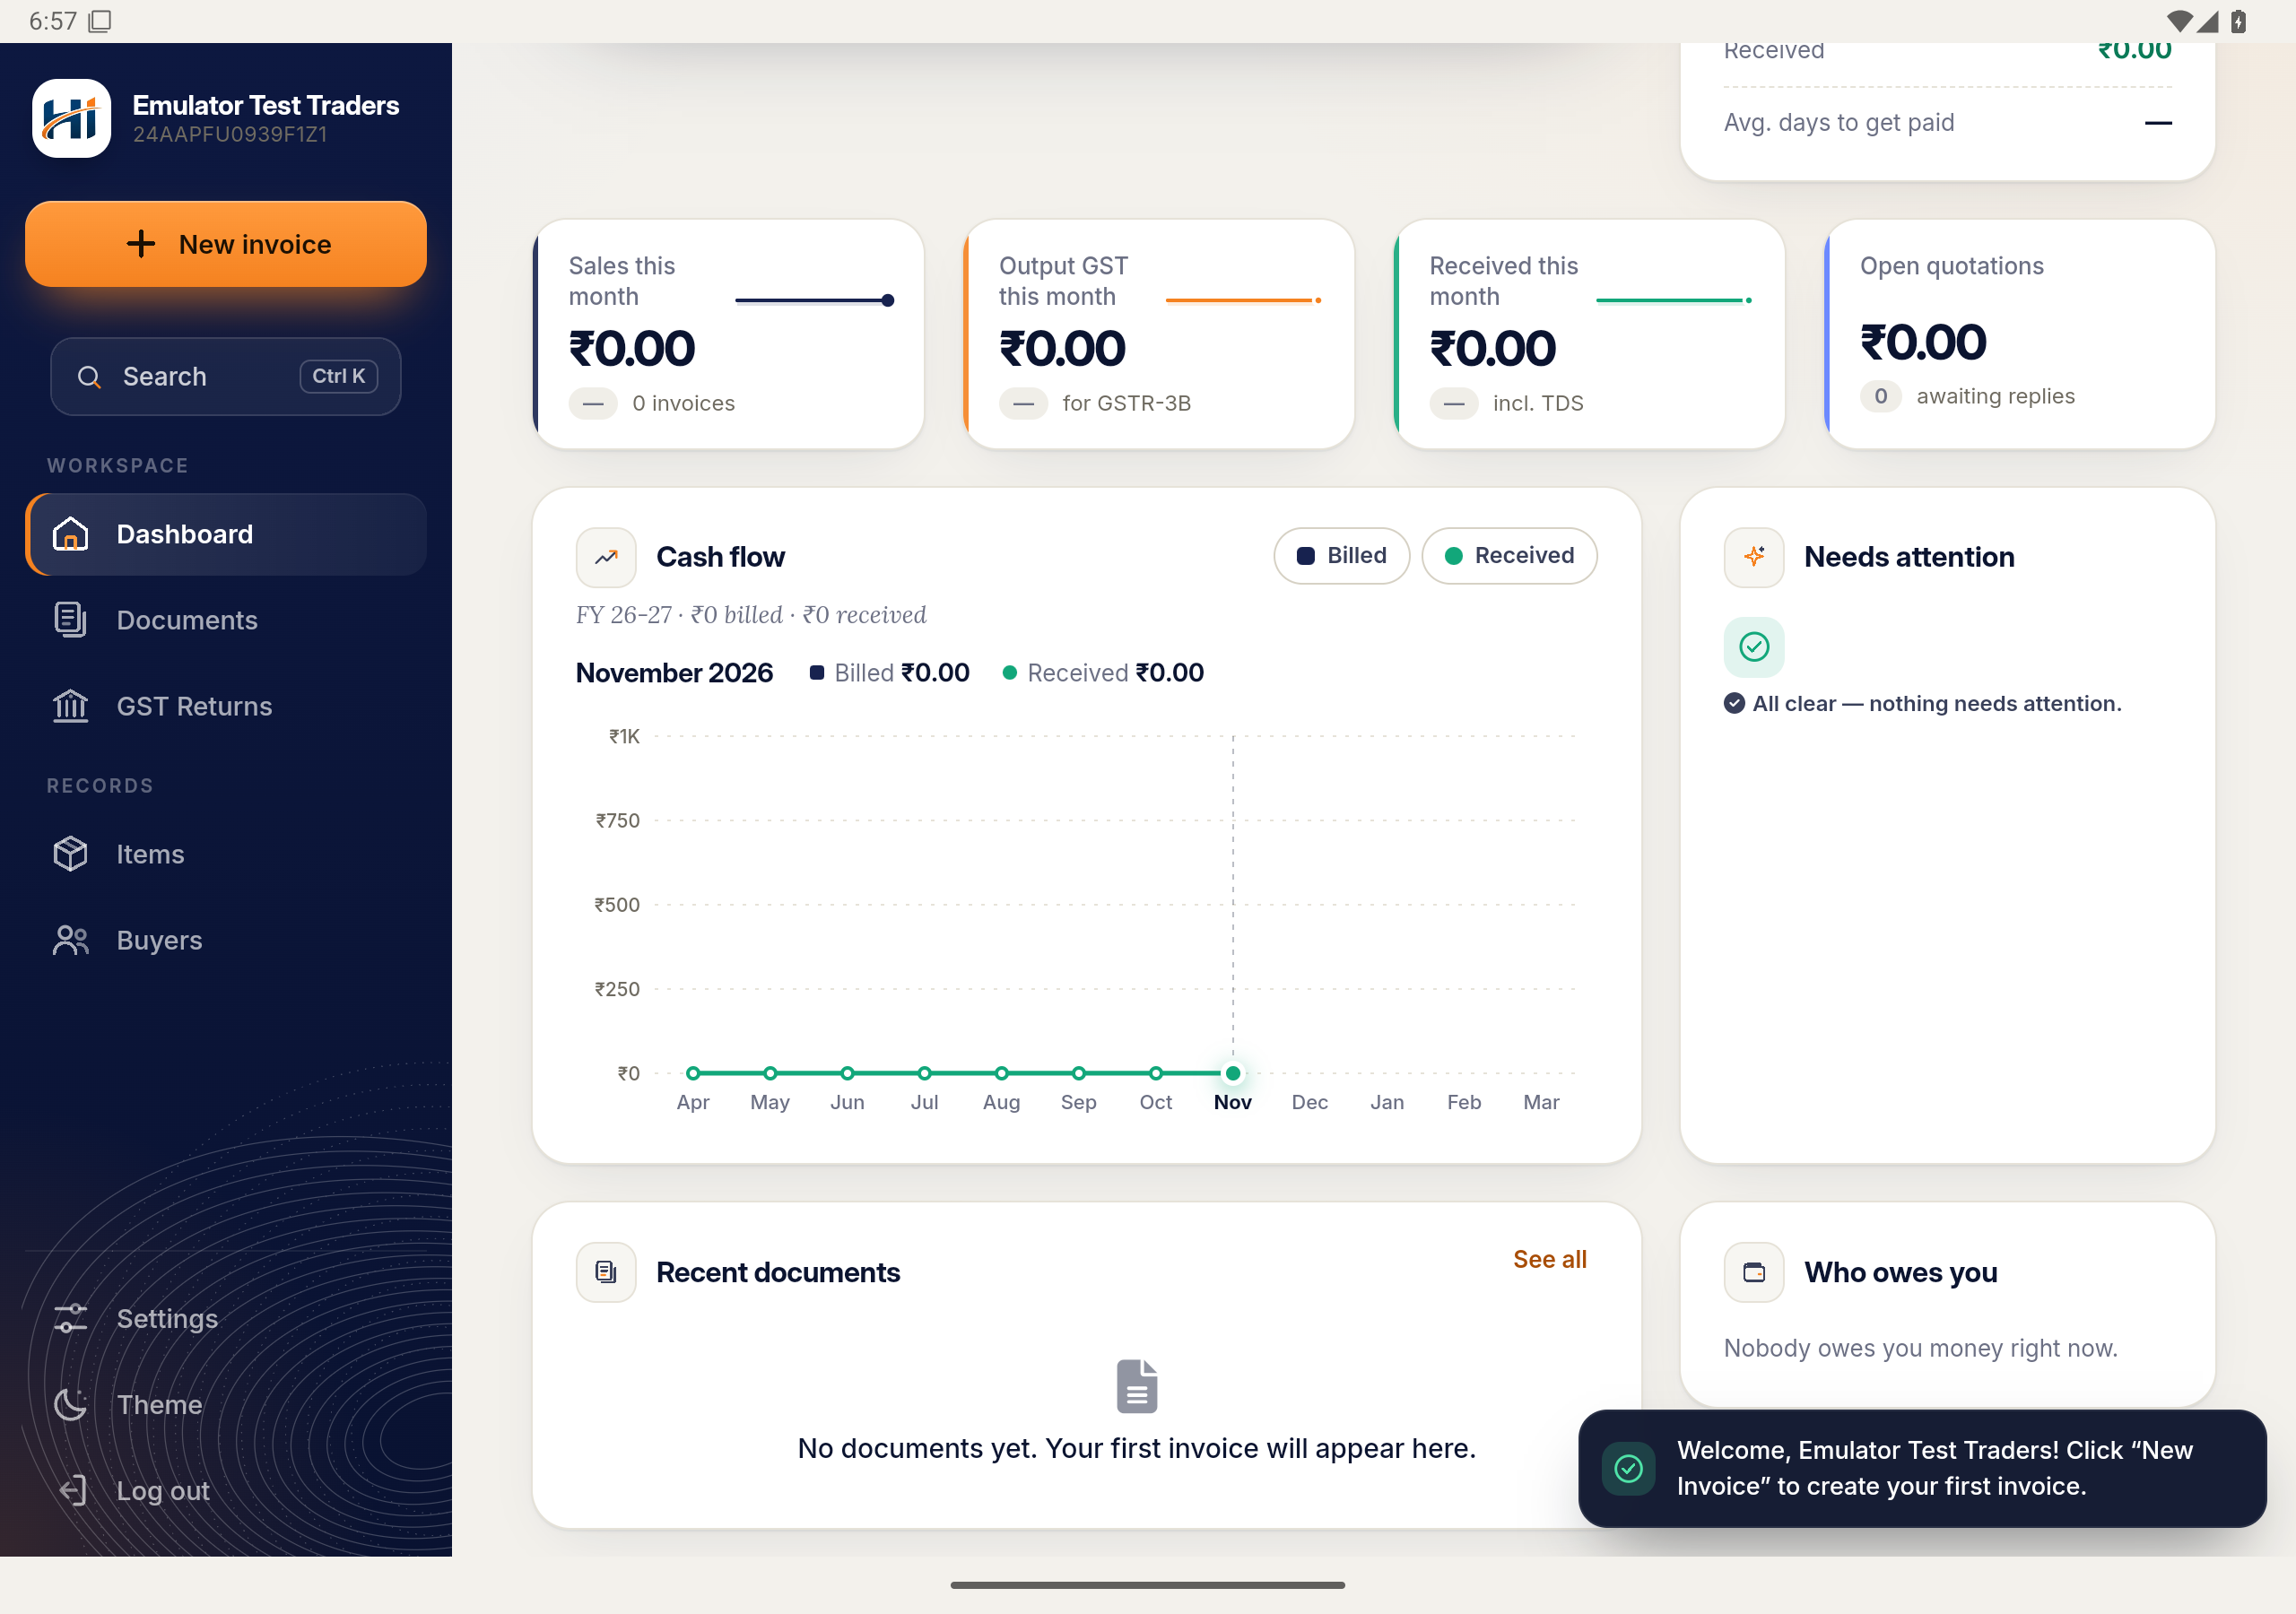 6:57
Emulator Test Traders
24AAPFU0939F1Z1
New invoice
Search
Ctrl K
WORKSPACE
Dashboard
Documents
GST Returns
RECORDS
Items
Buyers
Settings
Theme
Log out
Received ₹0.00
Avg. days to get paid —
Sales this
month
₹0.00
— 0 invoices
Output GST
this month
₹0.00
— for GSTR-3B
Received this
month
₹0.00
— incl. TDS
Open quotations
₹0.00
0 awaiting replies
Cash flow
Billed
Received
FY 26-27 · ₹0 billed · ₹0 received
November 2026 Billed ₹0.00 Received ₹0.00
₹1K
₹750
₹500
₹250
₹0
Apr May Jun Jul Aug Sep Oct Nov Dec Jan Feb Mar
Needs attention
All clear — nothing needs attention.
Recent documents
See all
No documents yet. Your first invoice will appear here.
Who owes you
Nobody owes you money right now.
Welcome, Emulator Test Traders! Click “New
Invoice” to create your first invoice.